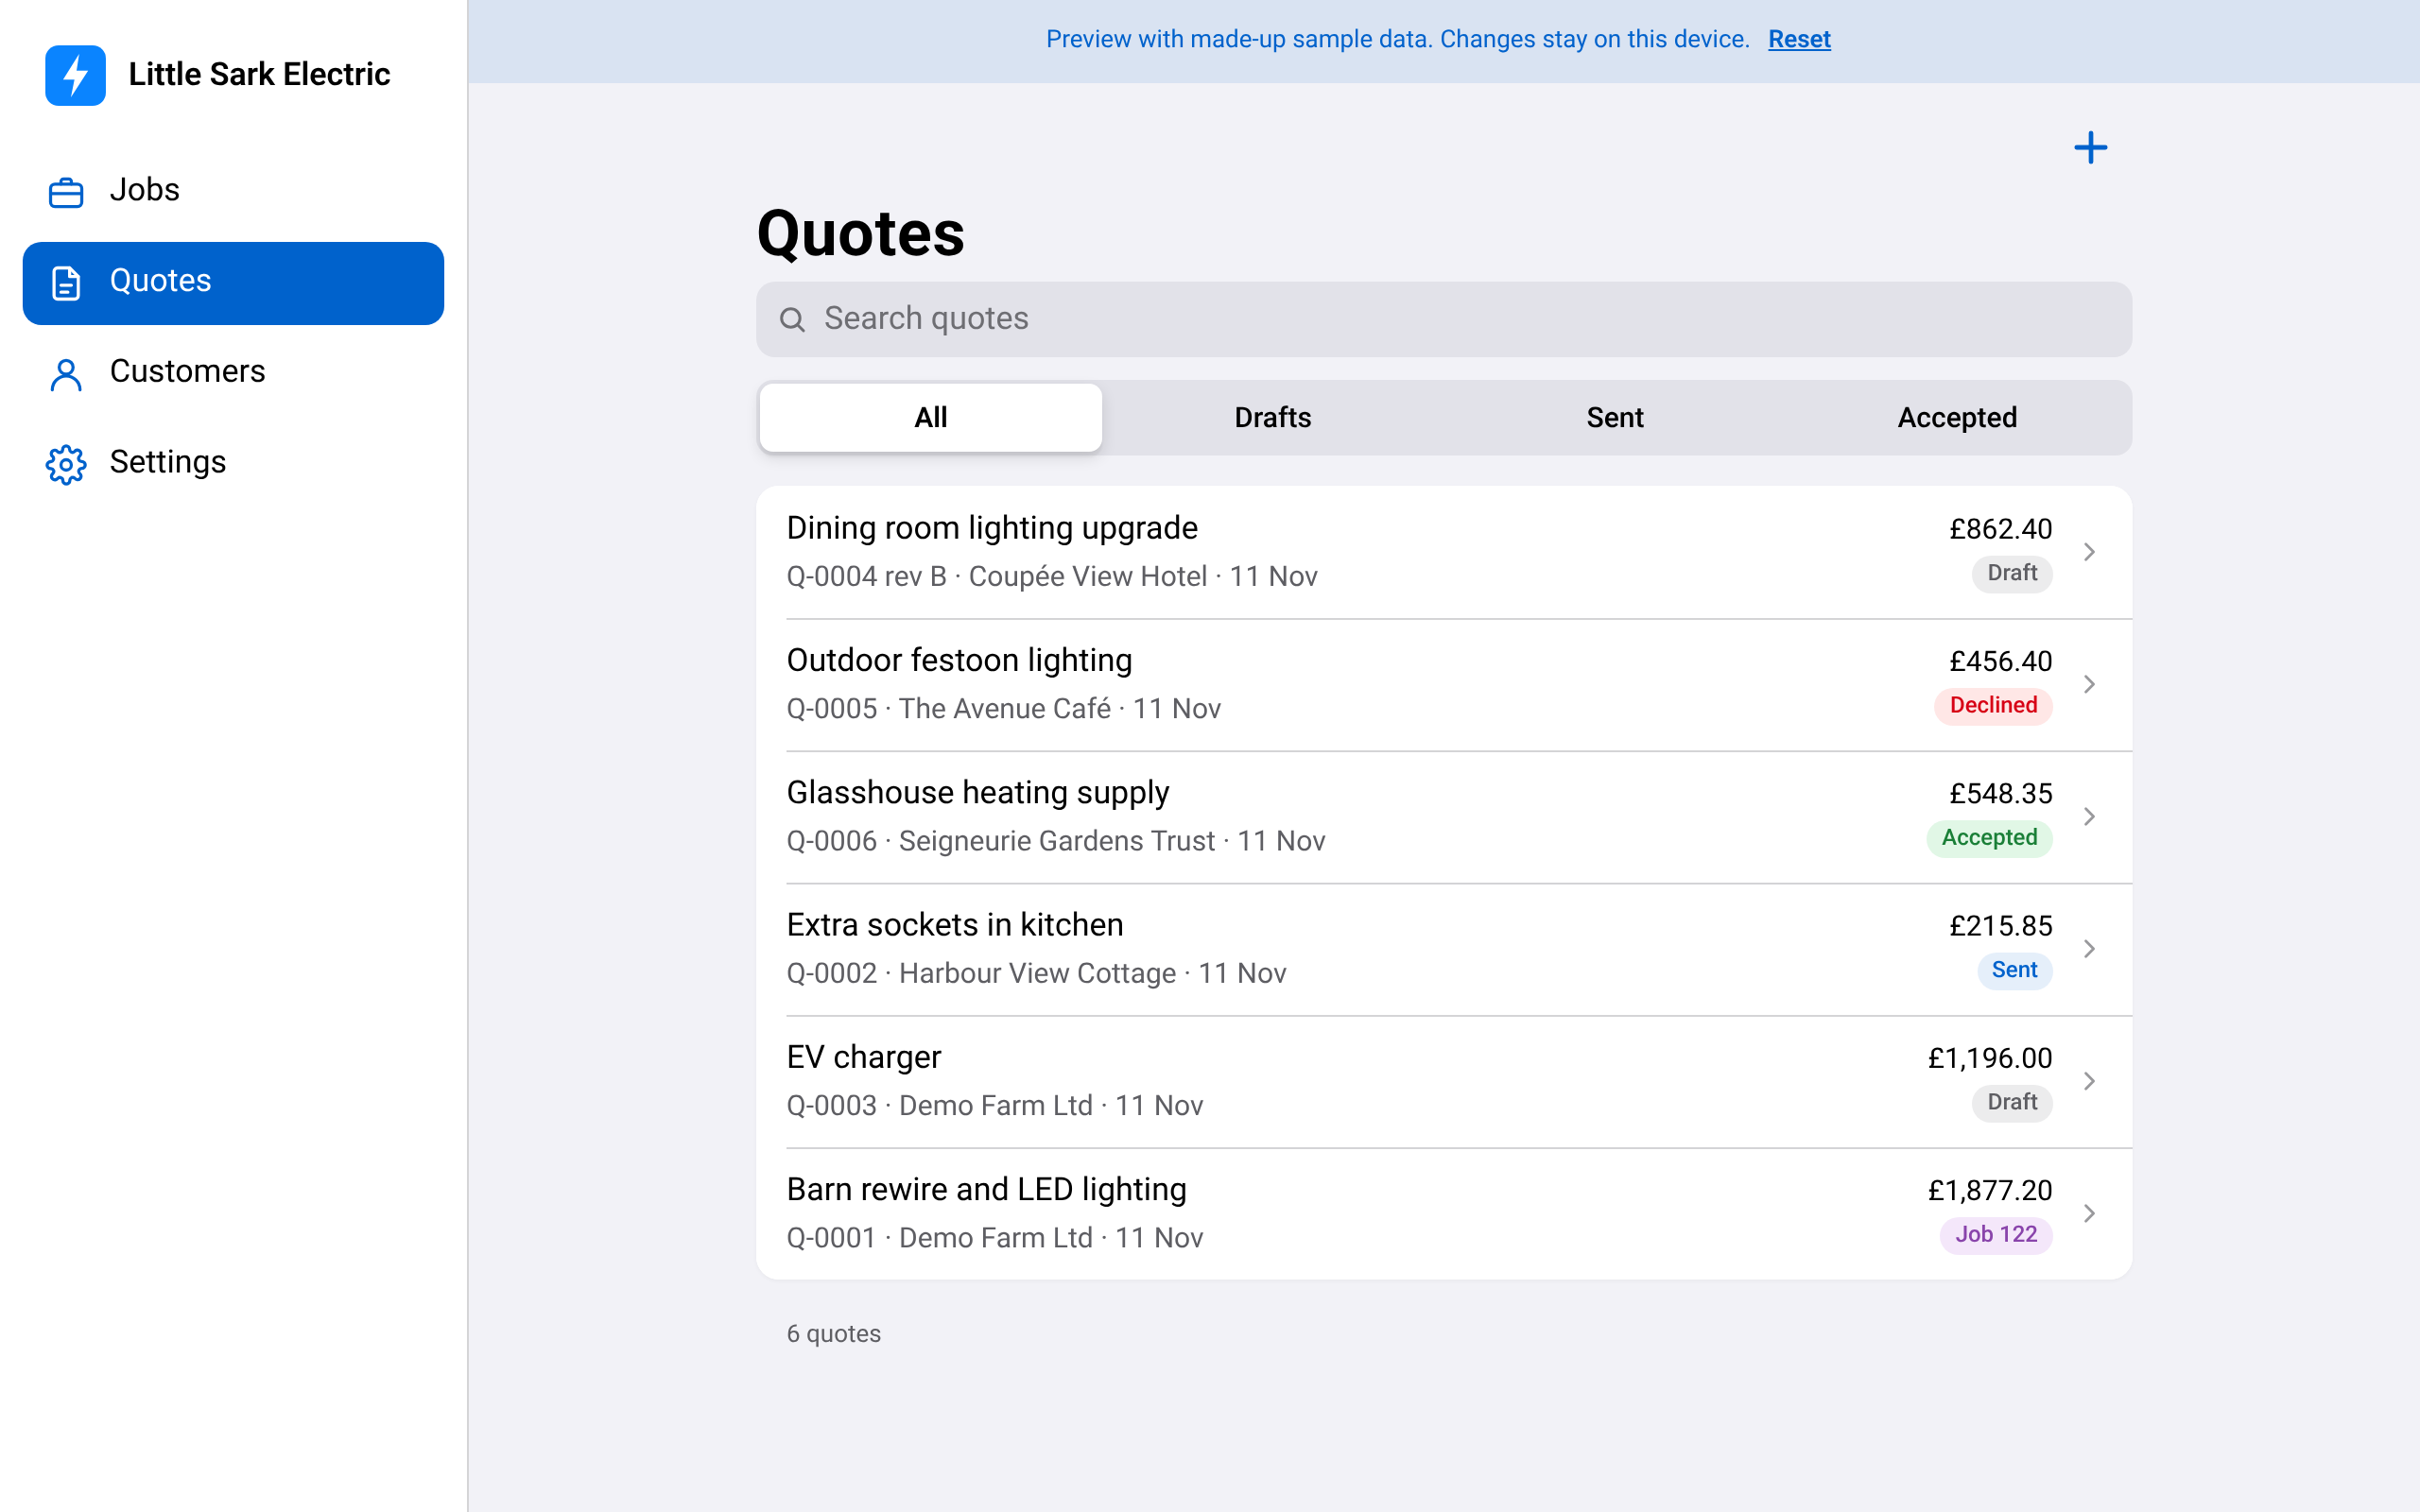 Little Sark Electric
Jobs
Quotes
Customers
Settings
Preview with made-up sample data. Changes stay on this device. Reset
Quotes
Search quotes
All Drafts Sent Accepted
Dining room lighting upgrade £862.40
Q-0004 rev B · Coupée View Hotel · 11 Nov Draft
Outdoor festoon lighting £456.40
Q-0005 · The Avenue Café · 11 Nov Declined
Glasshouse heating supply £548.35
Q-0006 · Seigneurie Gardens Trust · 11 Nov Accepted
Extra sockets in kitchen £215.85
Q-0002 · Harbour View Cottage · 11 Nov Sent
EV charger £1,196.00
Q-0003 · Demo Farm Ltd · 11 Nov Draft
Barn rewire and LED lighting £1,877.20
Q-0001 · Demo Farm Ltd · 11 Nov Job 122
6 quotes